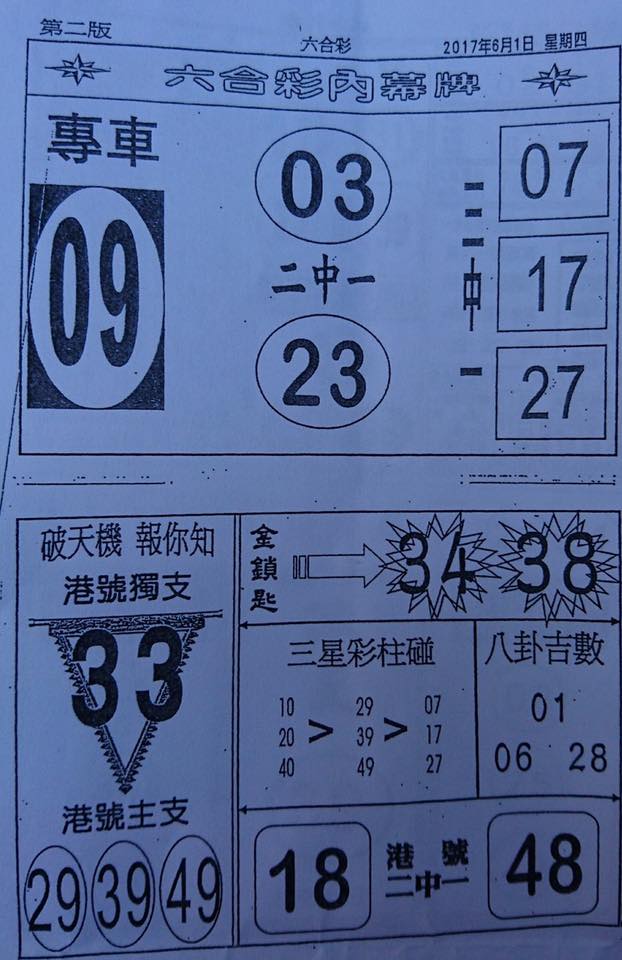 第二版
六合彩
2017年6月1日 星期四
六合彩內幕牌
專車
09
03
二中一
23
三中一
07
17
27
破天機 報你知
港號獨支
33
港號主支
29 39 49
金鎖匙
34 38
三星彩柱碰
10 29 07
20 > 39 > 17
40 49 27
八卦吉數
01
06 28
18
港號
二中一
48